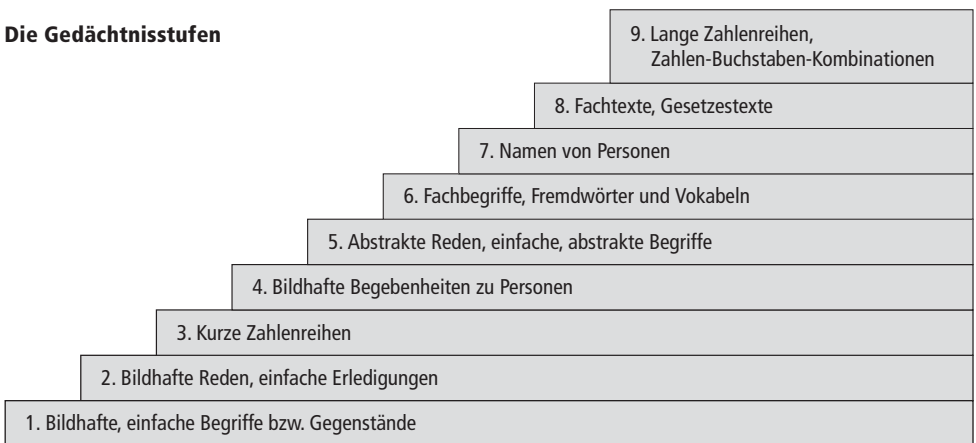 Die Gedächtnisstufen
9. Lange Zahlenreihen,
Zahlen-Buchstaben-Kombinationen
8. Fachtexte, Gesetzestexte
7. Namen von Personen
6. Fachbegriffe, Fremdwörter und Vokabeln
5. Abstrakte Reden, einfache, abstrakte Begriffe
4. Bildhafte Begebenheiten zu Personen
3. Kurze Zahlenreihen
2. Bildhafte Reden, einfache Erledigungen
1. Bildhafte, einfache Begriffe bzw. Gegenstände